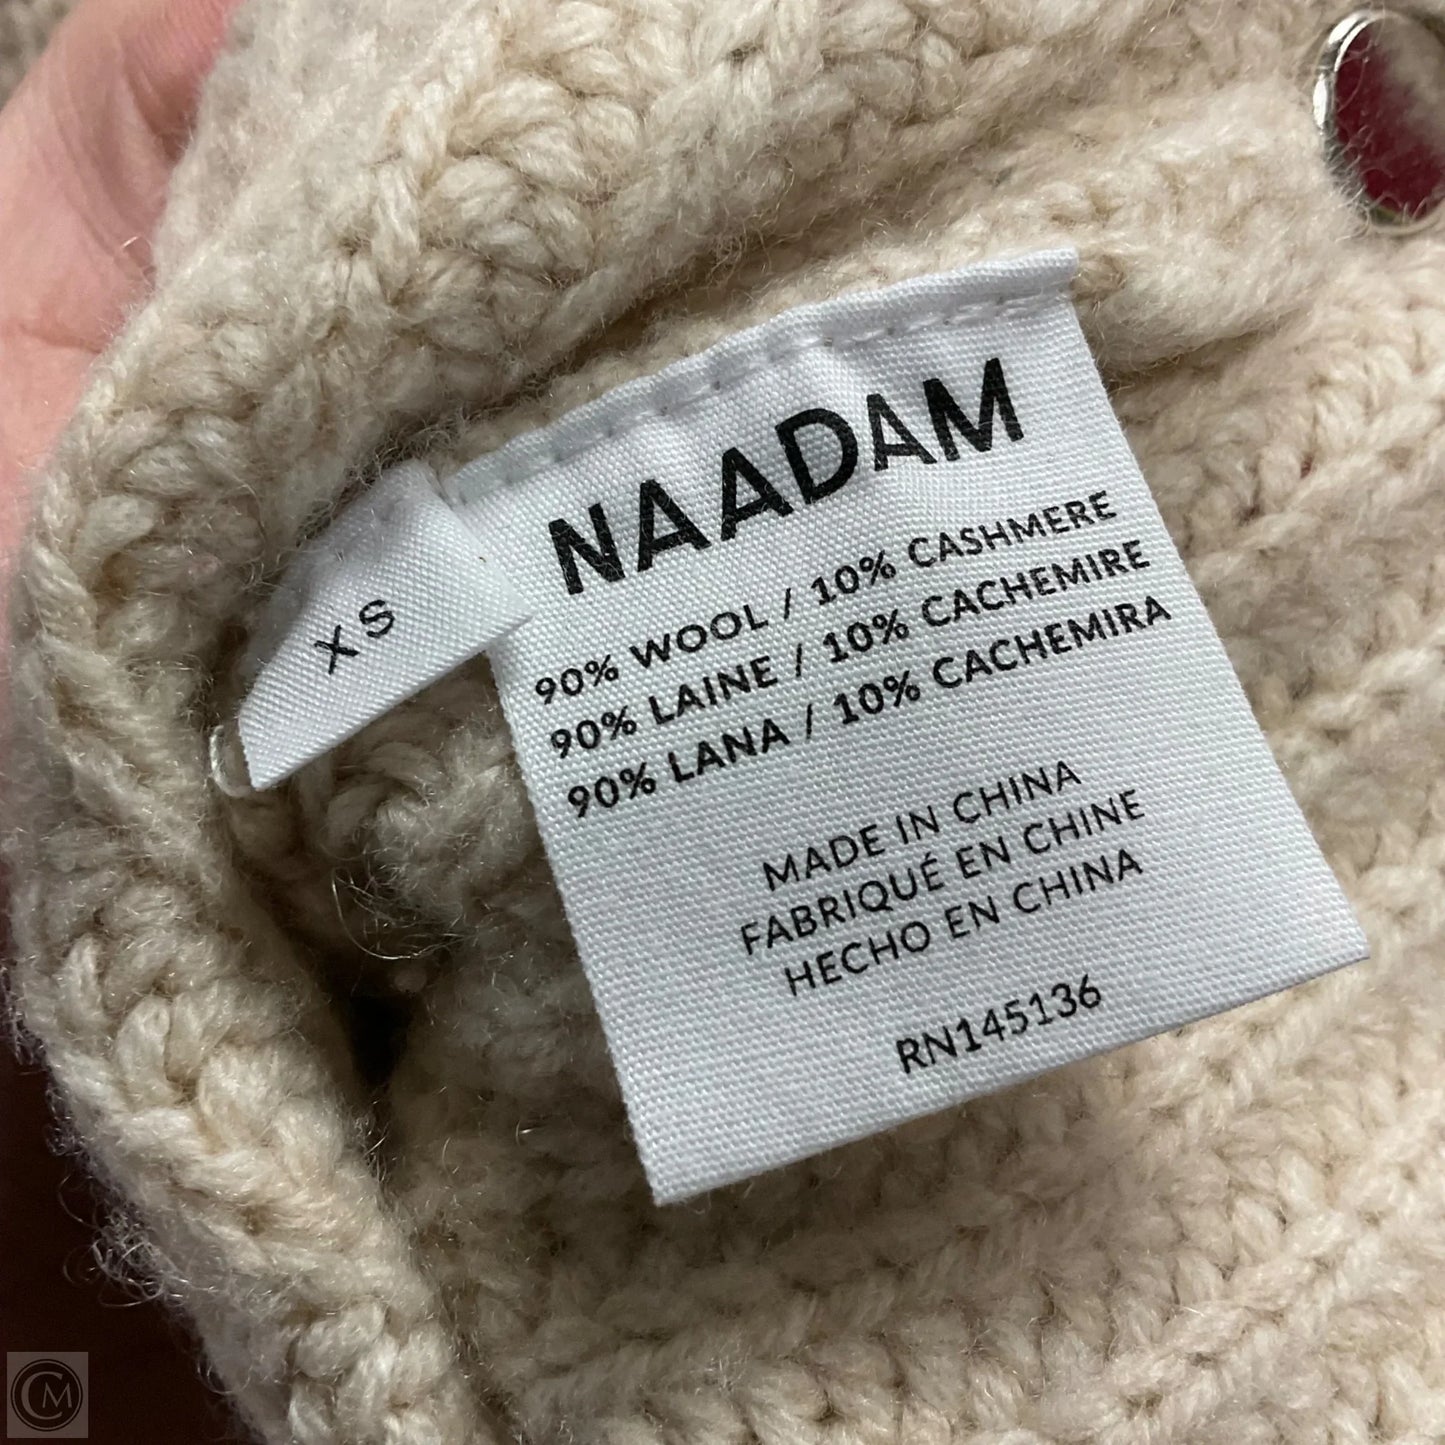 XS
NAADAM
90% WOOL / 10% CASHMERE
90% LAINE / 10% CACHEMIRE
90% LANA / 10% CACHEMIRA
MADE IN CHINA
FABRIQUÉ EN CHINE
HECHO EN CHINA
RN145136
CM